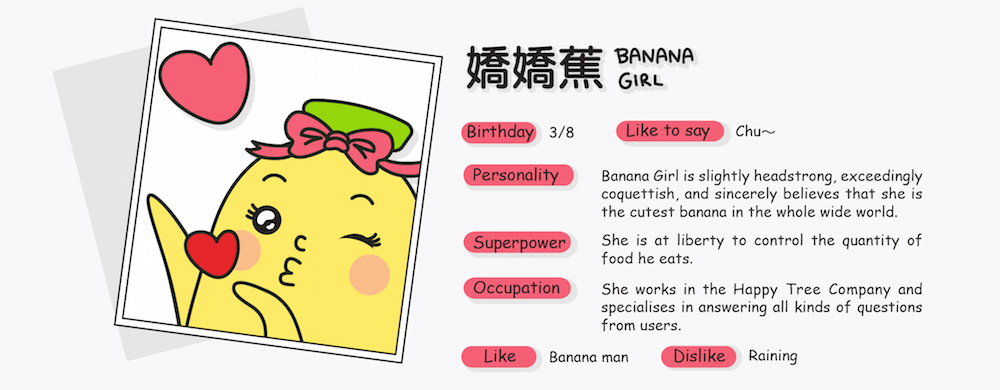 嬌嬌蕉 BANANA
GIRL
Birthday 3/8 Like to say Chu~
Personality Banana Girl is slightly headstrong, exceedingly
coquettish, and sincerely believes that she is
the cutest banana in the whole wide world.
Superpower She is at liberty to control the quantity of
food he eats.
Occupation She works in the Happy Tree Company and
specialises in answering all kinds of questions
from users.
Like Banana man Dislike Raining